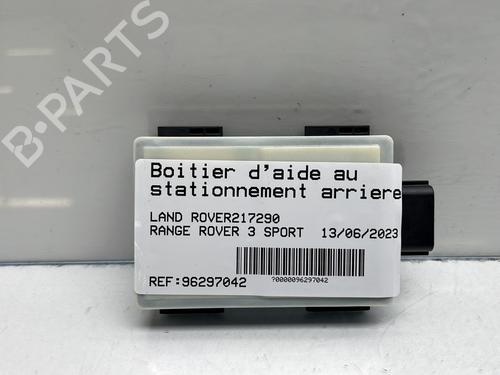 B-PARTS
Boitier d'aide au
stationnement arriere
LAND ROVER217290
RANGE ROVER 3 SPORT 13/06/2023
REF:96297042
?0000096297042